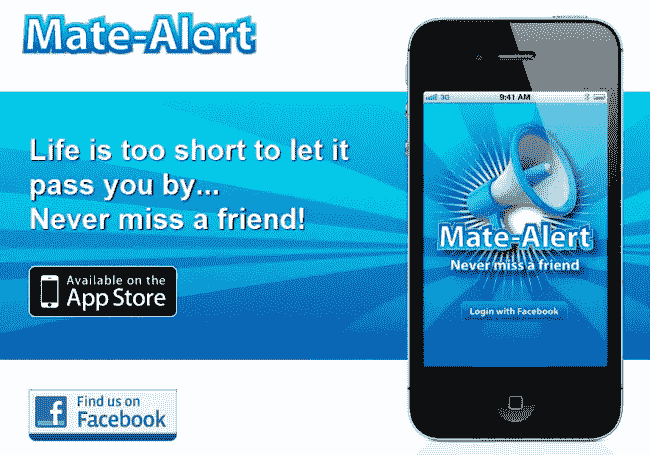 Mate-Alert
Life is too short to let it
pass you by...
Never miss a friend!
Available on the
App Store
Find us on
Facebook
3G 9:41 AM
Mate-Alert
Never miss a friend
Login with Facebook